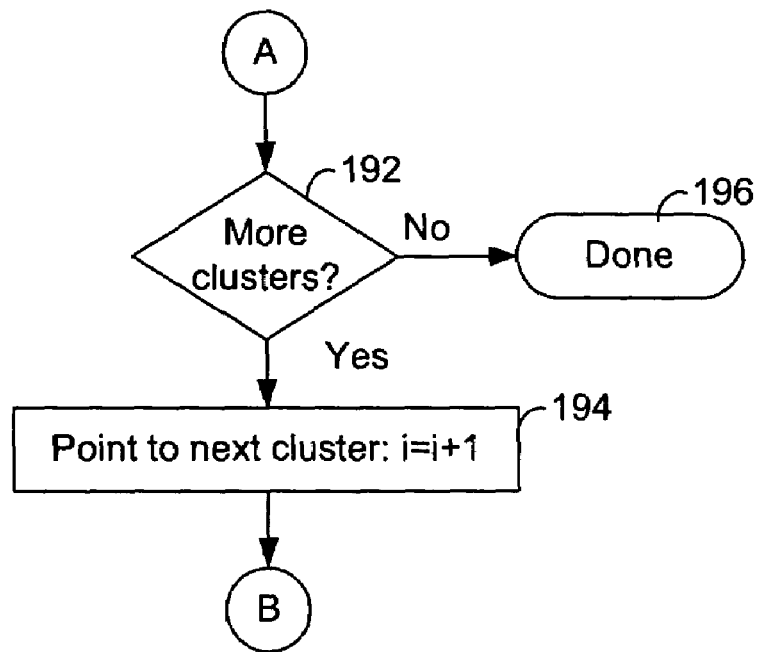 A
192
More
clusters?
No
196
Done
Yes
194
Point to next cluster: i=i+1
B